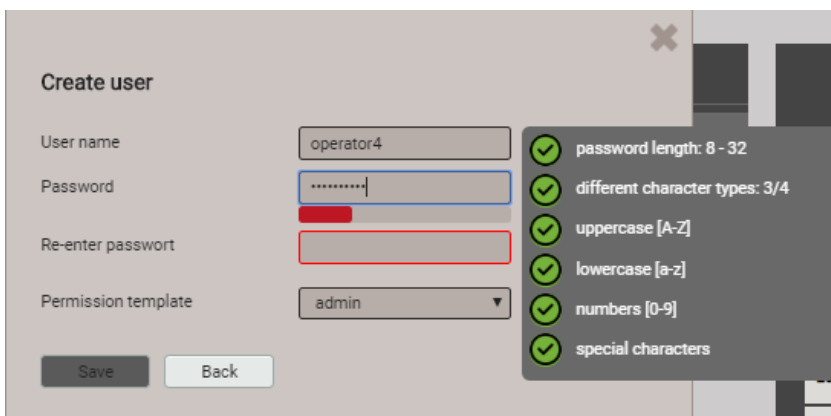 Create user
User name
operator4
Password
••••••••••
Re-enter passwort
Permission template
admin
Save
Back
password length: 8 - 32
different character types: 3/4
uppercase [A-Z]
lowercase [a-z]
numbers [0-9]
special characters